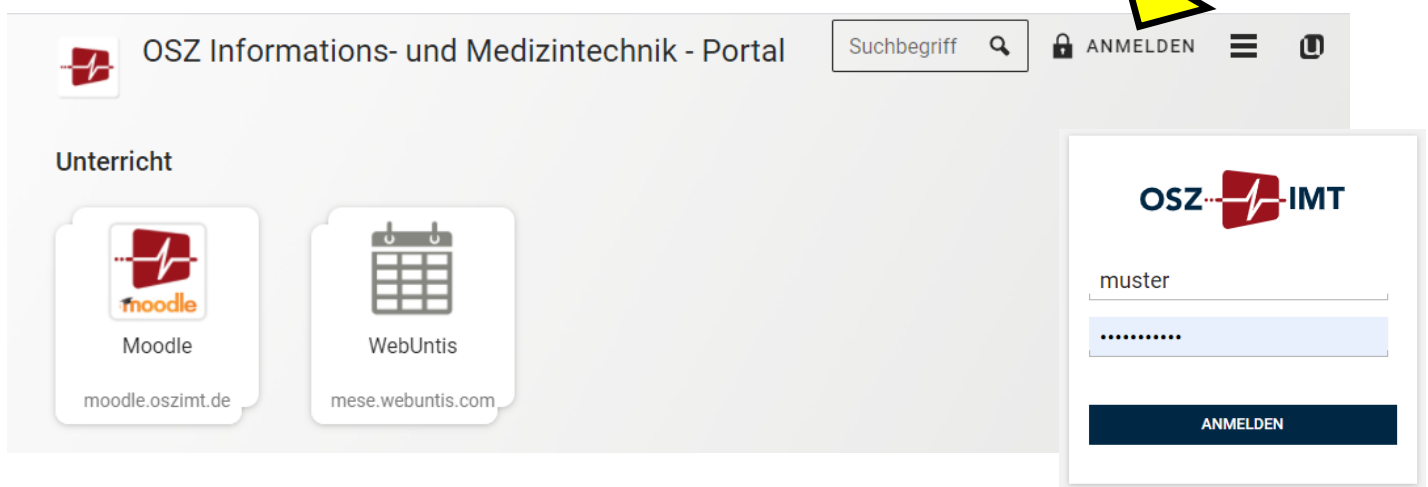 OSZ Informations- und Medizintechnik - Portal
Suchbegriff
ANMELDEN
Unterricht
moodle
Moodle
moodle.oszimt.de
WebUntis
mese.webuntis.com
OSZ IMT
muster
•••••••••••
ANMELDEN